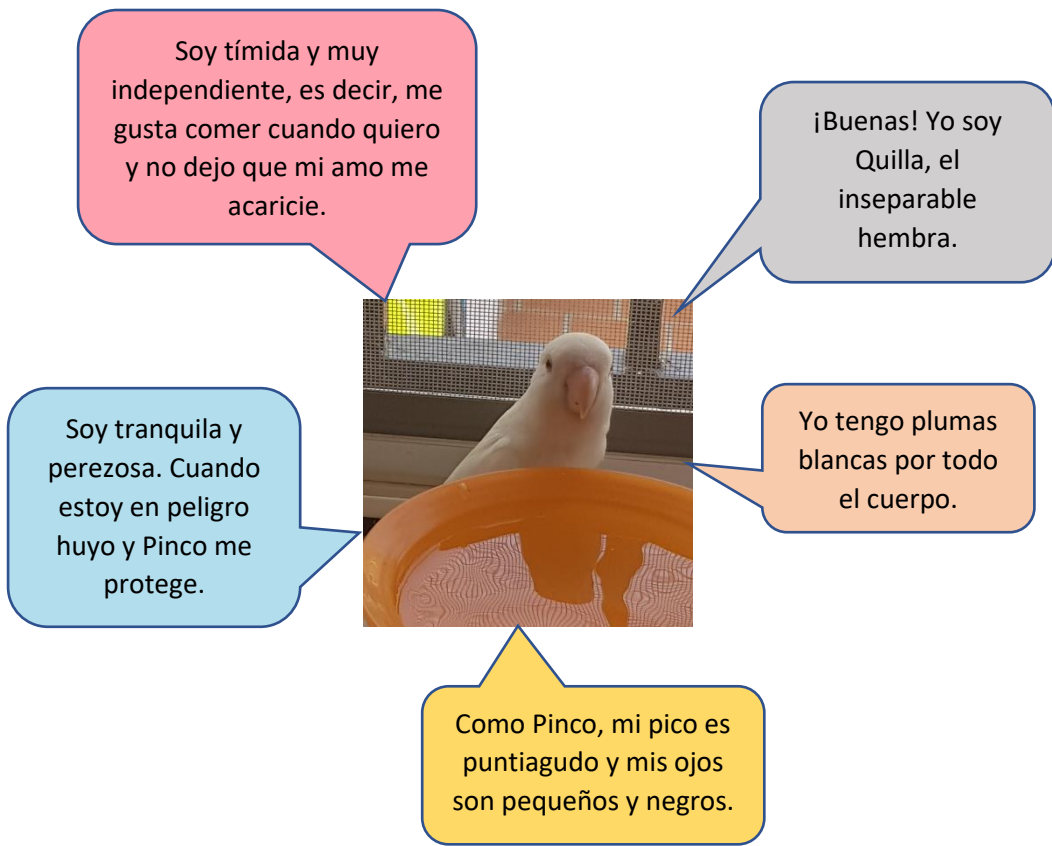 Soy tímida y muy
independiente, es decir, me
gusta comer cuando quiero
y no dejo que mi amo me
acaricie.
¡Buenas! Yo soy
Quilla, el
inseparable
hembra.
Soy tranquila y
perezosa. Cuando
estoy en peligro
huyo y Pinco me
protege.
Yo tengo plumas
blancas por todo
el cuerpo.
Como Pinco, mi pico es
puntiagudo y mis ojos
son pequeños y negros.